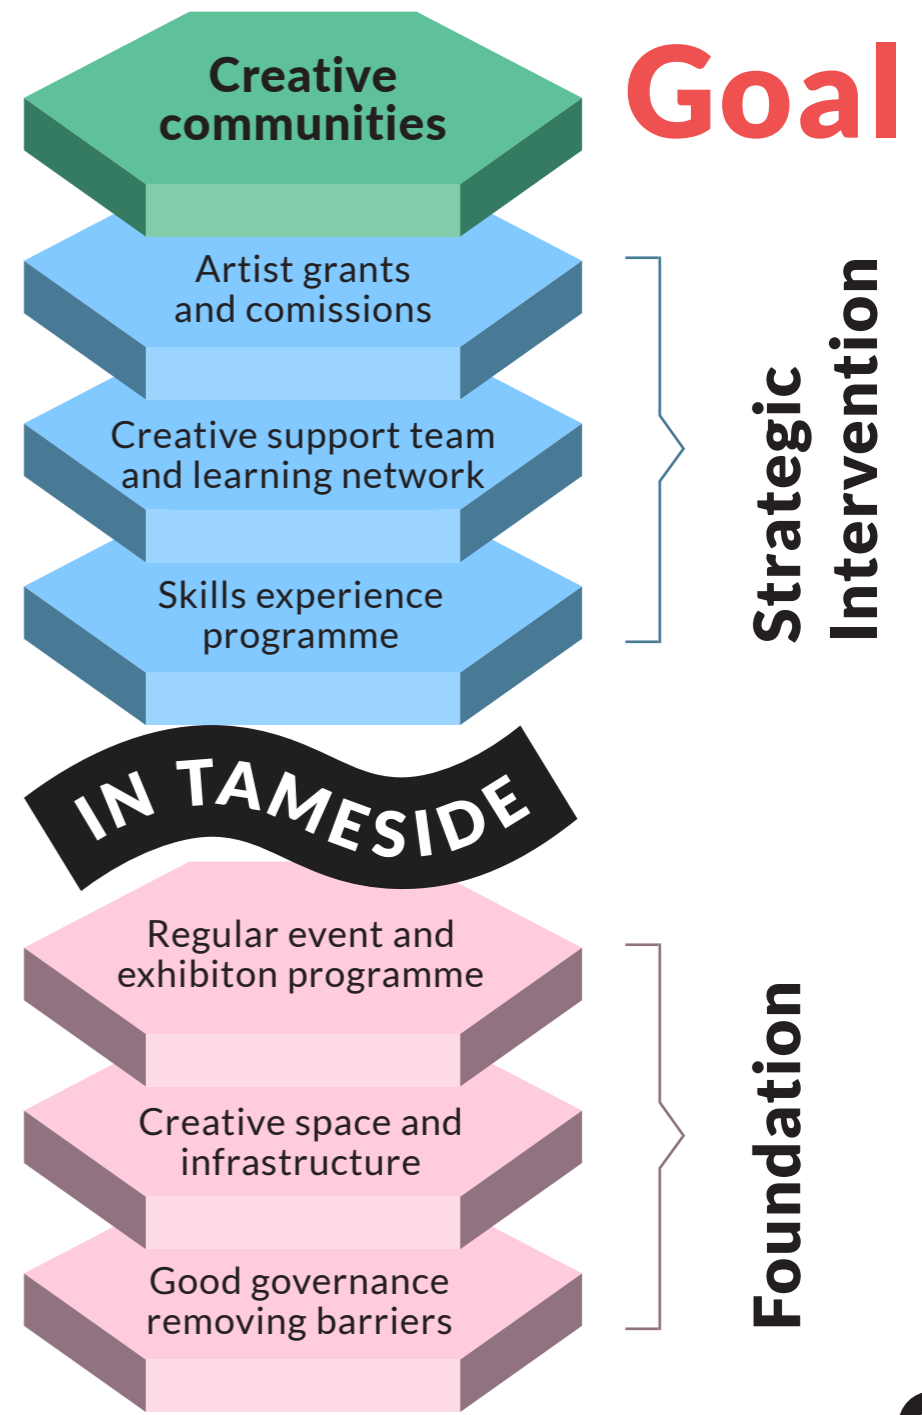 Creative
communities
Goal
Artist grants
and comissions
Creative support team
and learning network
Skills experience
programme
Strategic
Intervention
IN TAMESIDE
Regular event and
exhibiton programme
Creative space and
infrastructure
Good governance
removing barriers
Foundation